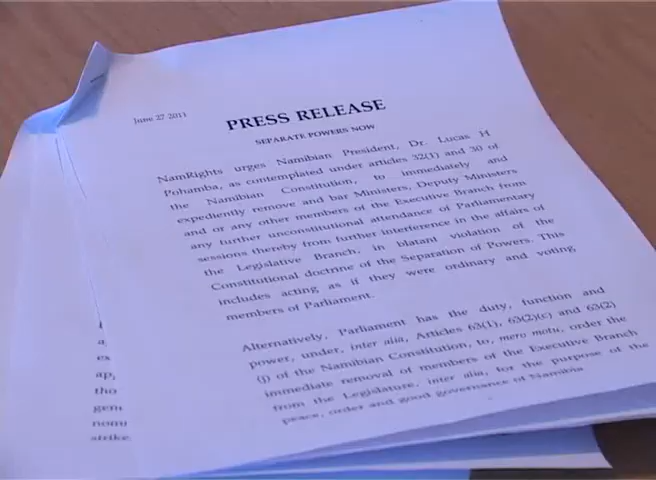 June 27 2011
PRESS RELEASE
SEPARATE POWERS NOW
NamRights urges Namibian President, Dr. Lucas H
Pohamba, as contemplated under articles 32(1) and 30 of
the Namibian Constitution, to immediately and
expediently remove and bar Ministers, Deputy Ministers
and or any other members of the Executive Branch from
any further unconstitutional attendance of Parliamentary
sessions thereby from further interference in the affairs of
the Legislative Branch, in blatant violation of the
Constitutional doctrine of the Separation of Powers. This
includes acting as if they were ordinary and voting
members of Parliament.
Alternatively, Parliament has the duty, function and
power, under, inter alia, Articles 63(1), 63(2)(c) and 63(2)
(j) of the Namibian Constitution, to, mero motu, order the
immediate removal of members of the Executive Branch
from the Legislature, inter alia, for the purpose of the
peace, order and good governance of Namibia
a
ex
ap
tho
strike